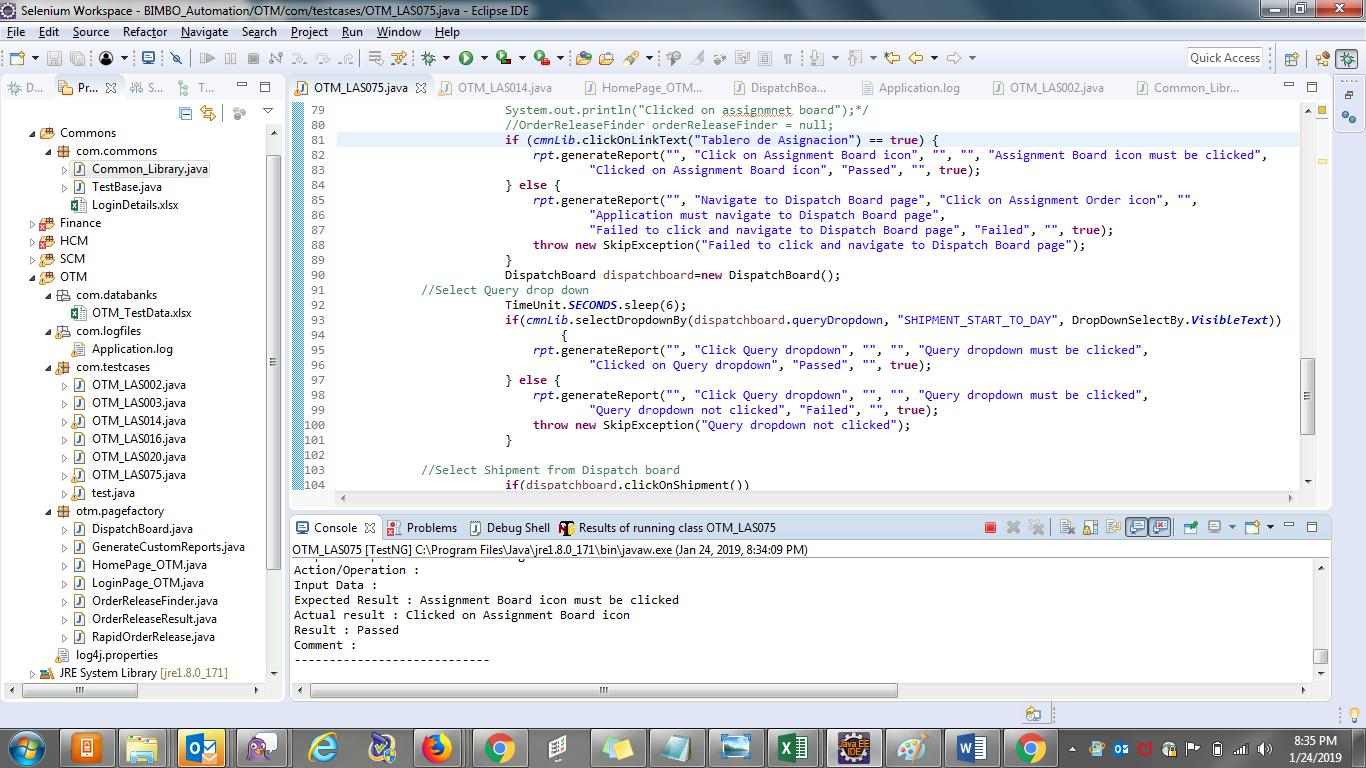 Selenium Workspace - BIMBO_Automation/OTM/com/testcases/OTM_LAS075.java - Eclipse IDE
File Edit Source Refactor Navigate Search Project Run Window Help
Quick Access
D... Pr... S... T...
OTM_LAS075.java OTM_LAS014.java HomePage_OTM... DispatchBoa... Application.log OTM_LAS002.java Common_Libr...
Commons
com.commons
Common_Library.java
TestBase.java
LoginDetails.xlsx
Finance
HCM
SCM
OTM
com.databanks
OTM_TestData.xlsx
com.logfiles
Application.log
com.testcases
OTM_LAS002.java
OTM_LAS003.java
OTM_LAS014.java
OTM_LAS016.java
OTM_LAS020.java
OTM_LAS075.java
test.java
otm.pagefactory
DispatchBoard.java
GenerateCustomReports.java
HomePage_OTM.java
LoginPage_OTM.java
OrderReleaseFinder.java
OrderReleaseResult.java
RapidOrderRelease.java
log4j.properties
JRE System Library [jre1.8.0_171]
79 System.out.println("Clicked on assignmnet board");*/
80 //OrderReleaseFinder orderReleaseFinder = null;
81 if (cmnLib.clickOnLinkText("Tablero de Asignacion") == true) {
82 rpt.generateReport("", "Click on Assignment Board icon", "", "", "Assignment Board icon must be clicked",
83 "Clicked on Assignment Board icon", "Passed", "", true);
84 } else {
85 rpt.generateReport("", "Navigate to Dispatch Board page", "Click on Assignment Order icon", "",
86 "Application must navigate to Dispatch Board page",
87 "Failed to click and navigate to Dispatch Board page", "Failed", "", true);
88 throw new SkipException("Failed to click and navigate to Dispatch Board page");
89 }
90 DispatchBoard dispatchboard=new DispatchBoard();
91 //Select Query drop down
92 TimeUnit.SECONDS.sleep(6);
93 if(cmnLib.selectDropdownBy(dispatchboard.queryDropdown, "SHIPMENT_START_TO_DAY", DropDownSelectBy.VisibleText))
94 {
95 rpt.generateReport("", "Click Query dropdown", "", "", "Query dropdown must be clicked",
96 "Clicked on Query dropdown", "Passed", "", true);
97 } else {
98 rpt.generateReport("", "Click Query dropdown", "", "", "Query dropdown must be clicked",
99 "Query dropdown not clicked", "Failed", "", true);
100 throw new SkipException("Query dropdown not clicked");
101 }
102
103 //Select Shipment from Dispatch board
104 if(dispatchboard.clickOnShipment())
Console Problems Debug Shell Results of running class OTM_LAS075
OTM_LAS075 [TestNG] C:\Program Files\Java\jre1.8.0_171\bin\javaw.exe (Jan 24, 2019, 8:34:09 PM)
Action/Operation :
Input Data :
Expected Result : Assignment Board icon must be clicked
Actual result : Clicked on Assignment Board icon
Result : Passed
Comment :
----------------------------
Java EE
IDE
8:35 PM
1/24/2019